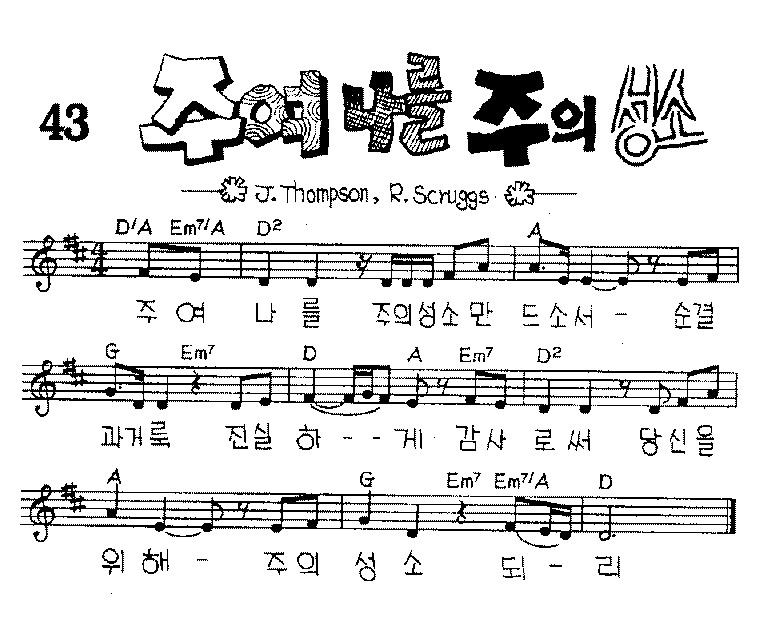 43 주여 나를 주의 성소
J. Thompson, R. Scruggs
D/A Em7/A D2 A
주 여 나 를 주의성소만 드소서 - 순결
G Em7 D A Em7 D2
과거룩 진실 하 - - 게 감사 로써 당신을
A G Em7 Em7/A D
위 해 - 주의 성 소 되 - 리